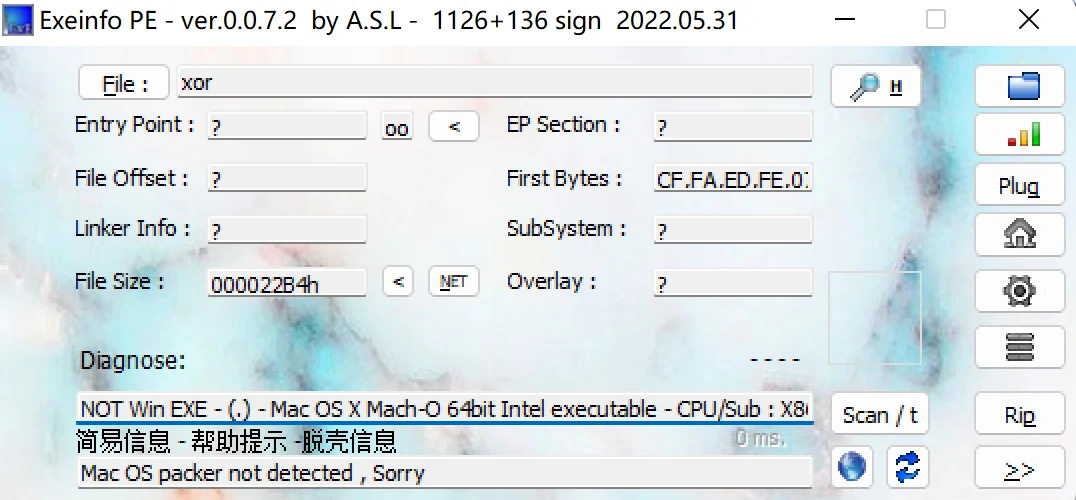 Exeinfo PE - ver.0.0.7.2 by A.S.L - 1126+136 sign 2022.05.31
File : xor H
Entry Point : ? oo < EP Section : ?
File Offset : ? First Bytes : CF.FA.ED.FE.0 Plug
Linker Info : ? SubSystem : ?
File Size : 000022B4h < NET Overlay : ?
Diagnose: ----
NOT Win EXE - (.) - Mac OS X Mach-O 64bit Intel executable - CPU/Sub : X8 Scan / t Rip
简易信息 - 帮助提示 -脱壳信息 0 ms.
Mac OS packer not detected , Sorry >>